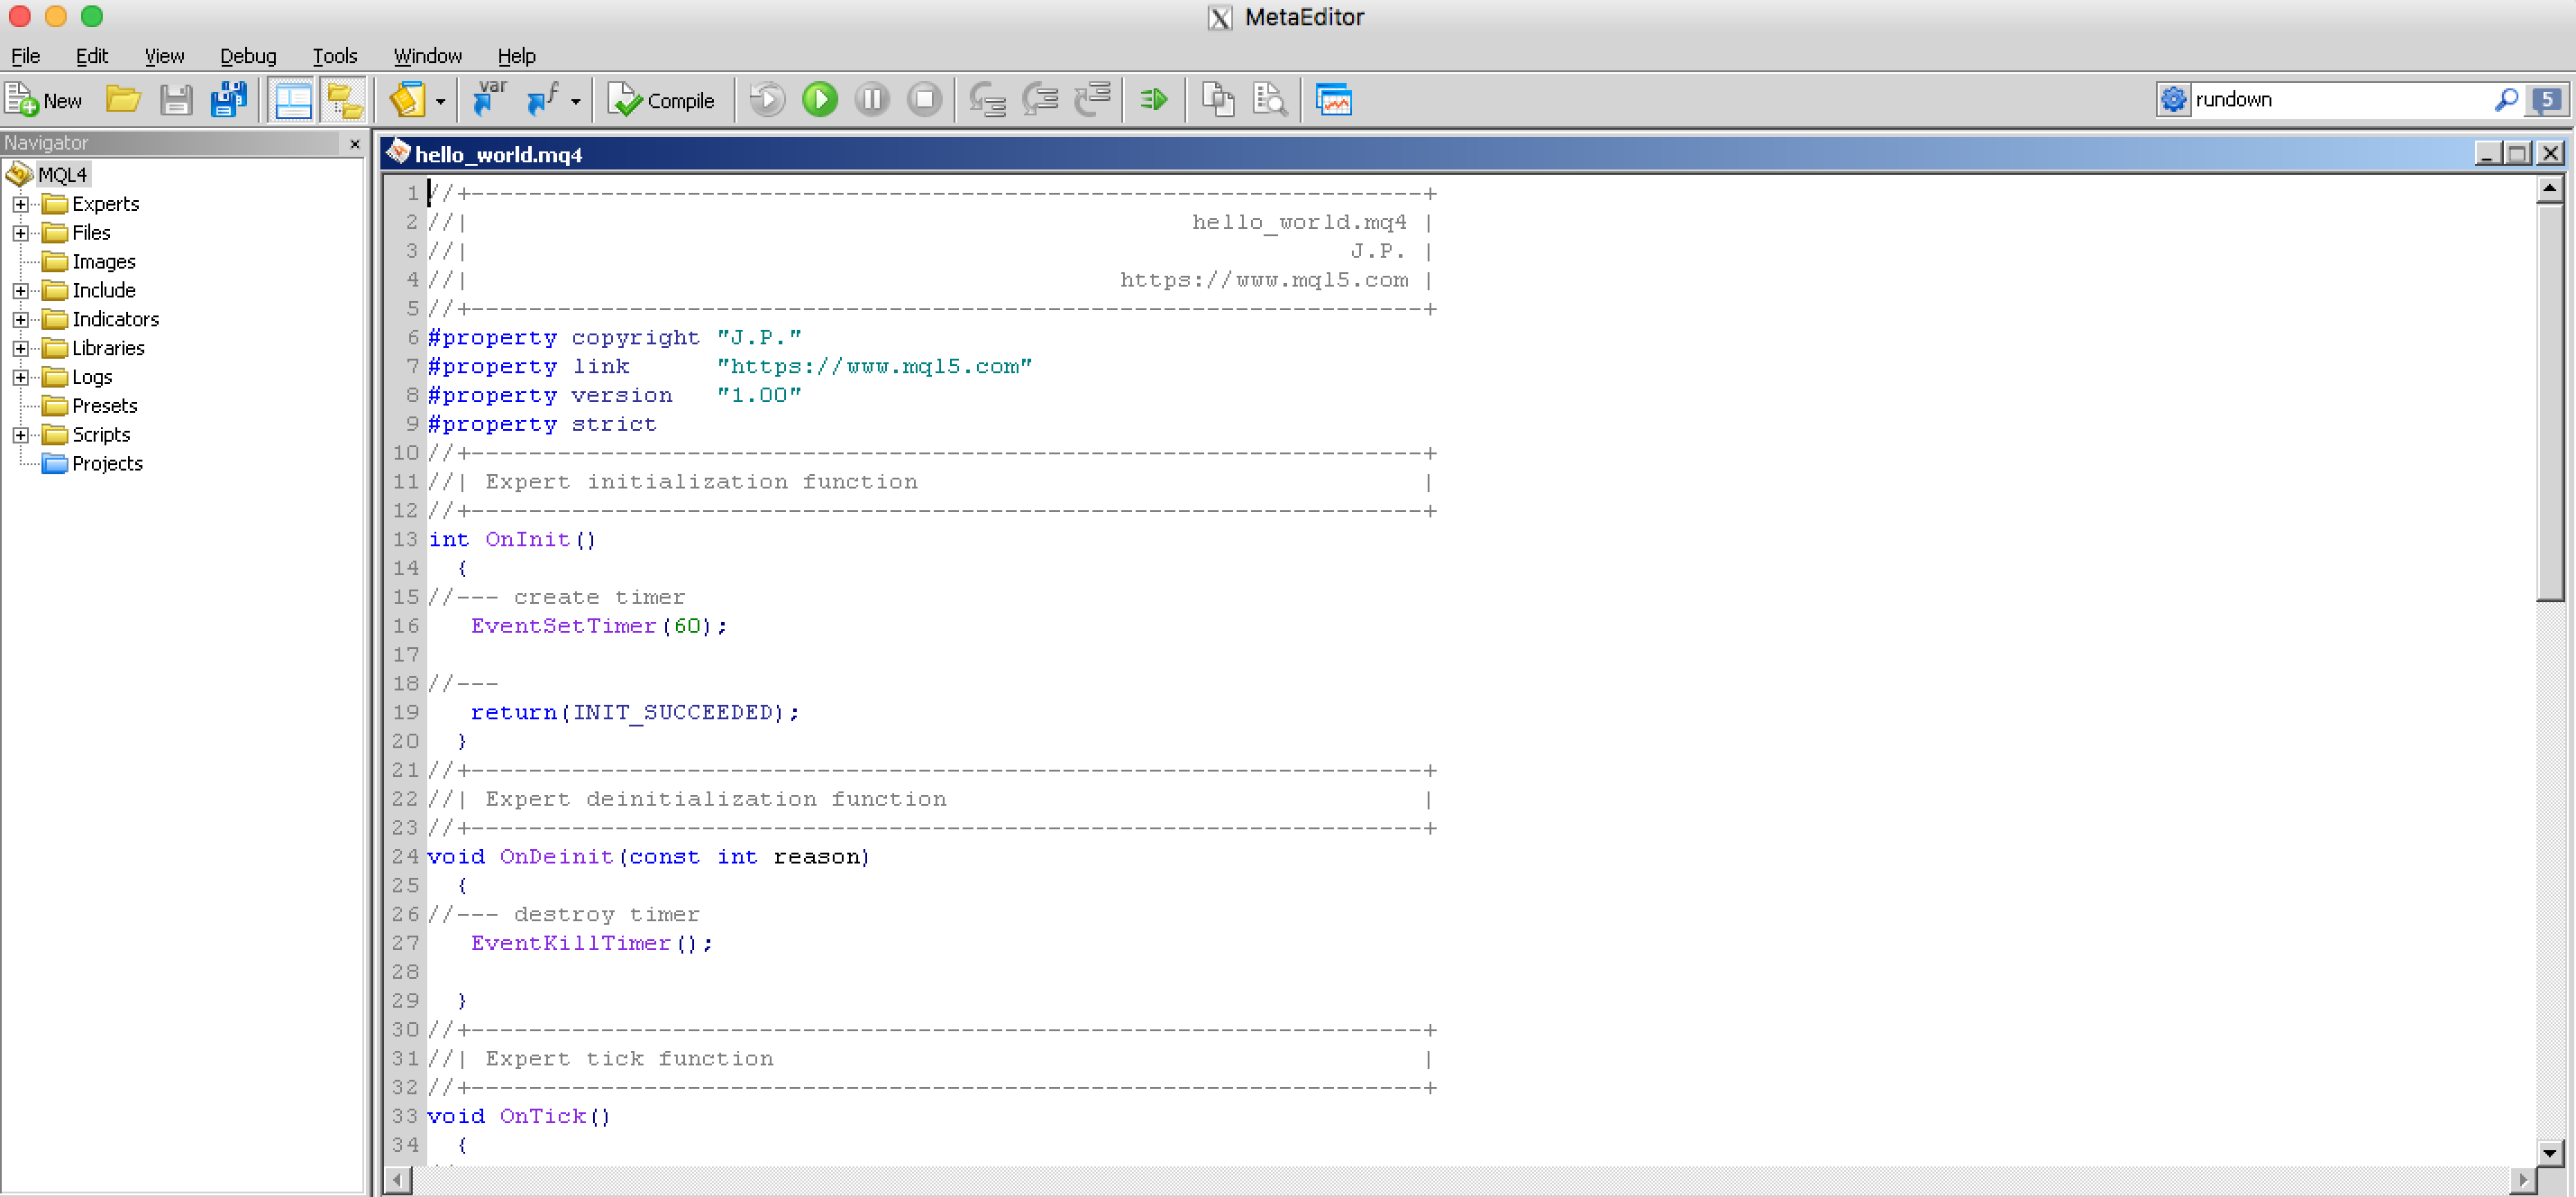 MetaEditor
File Edit View Debug Tools Window Help
New var f Compile rundown 5
Navigator
MQL4
Experts
Files
Images
Include
Indicators
Libraries
Logs
Presets
Scripts
Projects
hello_world.mq4
1 //+------------------------------------------------------------------+
2 //|                                                  hello_world.mq4 |
3 //|                                                             J.P. |
4 //|                                             https://www.mql5.com |
5 //+------------------------------------------------------------------+
6 #property copyright "J.P."
7 #property link      "https://www.mql5.com"
8 #property version   "1.00"
9 #property strict
10 //+------------------------------------------------------------------+
11 //| Expert initialization function                                   |
12 //+------------------------------------------------------------------+
13 int OnInit()
14   {
15 //--- create timer
16    EventSetTimer(60);
17
18 //---
19    return(INIT_SUCCEEDED);
20   }
21 //+------------------------------------------------------------------+
22 //| Expert deinitialization function                                 |
23 //+------------------------------------------------------------------+
24 void OnDeinit(const int reason)
25   {
26 //--- destroy timer
27    EventKillTimer();
28
29   }
30 //+------------------------------------------------------------------+
31 //| Expert tick function                                             |
32 //+------------------------------------------------------------------+
33 void OnTick()
34   {